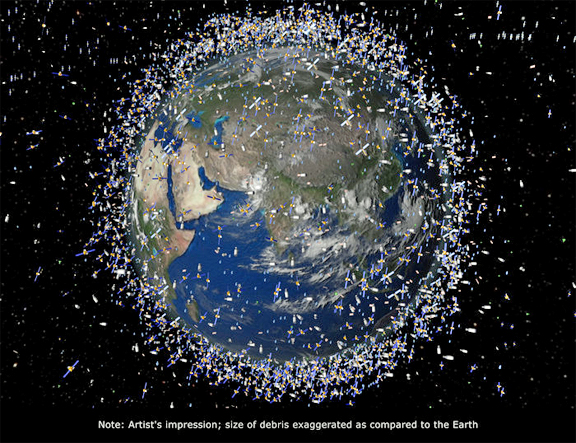 Note: Artist's impression; size of debris exaggerated as compared to the Earth